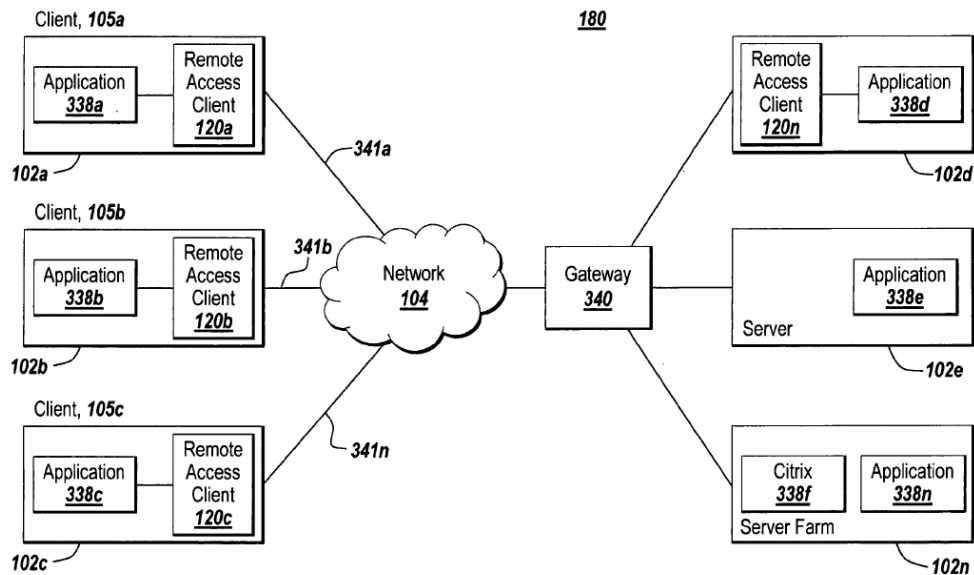 Client, 105a
180
Application
338a
Remote
Access
Client
120a
102a
341a
Remote
Access
Client
120n
Application
338d
102d
Client, 105b
Application
338b
Remote
Access
Client
120b
102b
341b
Network
104
Gateway
340
Application
338e
Server
102e
Client, 105c
Application
338c
Remote
Access
Client
120c
102c
341n
Citrix
338f
Application
338n
Server Farm
102n